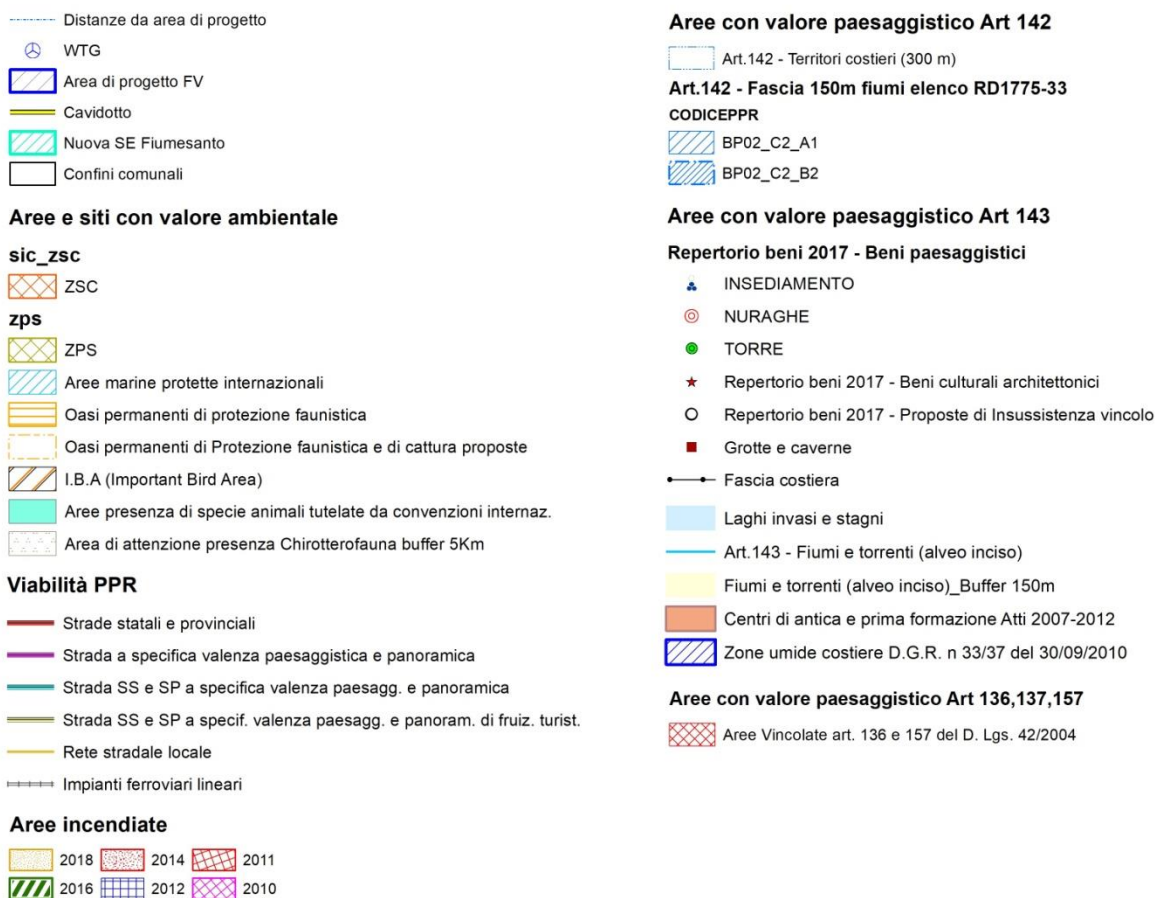 Distanze da area di progetto
WTG
Area di progetto FV
Cavidotto
Nuova SE Fiumesanto
Confini comunali
Aree e siti con valore ambientale
sic_zsc
ZSC
zps
ZPS
Aree marine protette internazionali
Oasi permanenti di protezione faunistica
Oasi permanenti di Protezione faunistica e di cattura proposte
I.B.A (Important Bird Area)
Aree presenza di specie animali tutelate da convenzioni internaz.
Area di attenzione presenza Chirotterofauna buffer 5Km
Viabilità PPR
Strade statali e provinciali
Strada a specifica valenza paesaggistica e panoramica
Strada SS e SP a specifica valenza paesagg. e panoramica
Strada SS e SP a specif. valenza paesagg. e panoram. di fruiz. turist.
Rete stradale locale
Impianti ferroviari lineari
Aree incendiate
2018 2014 2011
2016 2012 2010
Aree con valore paesaggistico Art 142
Art.142 - Territori costieri (300 m)
Art.142 - Fascia 150m fiumi elenco RD1775-33
CODICEPPR
BP02_C2_A1
BP02_C2_B2
Aree con valore paesaggistico Art 143
Repertorio beni 2017 - Beni paesaggistici
INSEDIAMENTO
NURAGHE
TORRE
Repertorio beni 2017 - Beni culturali architettonici
Repertorio beni 2017 - Proposte di Insussistenza vincolo
Grotte e caverne
Fascia costiera
Laghi invasi e stagni
Art.143 - Fiumi e torrenti (alveo inciso)
Fiumi e torrenti (alveo inciso)_Buffer 150m
Centri di antica e prima formazione Atti 2007-2012
Zone umide costiere D.G.R. n 33/37 del 30/09/2010
Aree con valore paesaggistico Art 136,137,157
Aree Vincolate art. 136 e 157 del D. Lgs. 42/2004